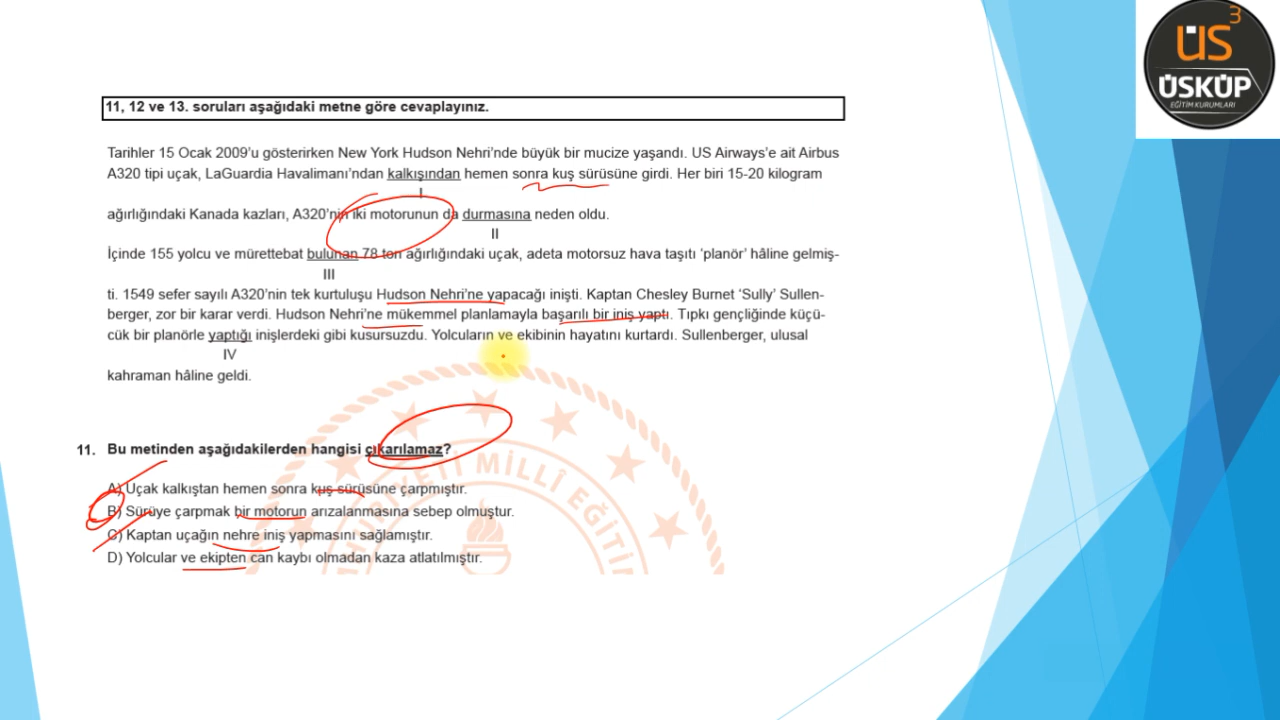 3
ÜS
ÜSKÜP
EĞİTİM KURUMLARI
11, 12 ve 13. soruları aşağıdaki metne göre cevaplayınız.
Tarihler 15 Ocak 2009’u gösterirken New York Hudson Nehri’nde büyük bir mucize yaşandı. US Airways’e ait Airbus
A320 tipi uçak, LaGuardia Havalimanı’ndan kalkışından hemen sonra kuş sürüsüne girdi. Her biri 15-20 kilogram
I
ağırlığındaki Kanada kazları, A320’nin iki motorunun da durmasına neden oldu.
II
İçinde 155 yolcu ve mürettebat bulunan 78 ton ağırlığındaki uçak, adeta motorsuz hava taşıtı ‘planör’ hâline gelmiş-
III
ti. 1549 sefer sayılı A320’nin tek kurtuluşu Hudson Nehri’ne yapacağı inişti. Kaptan Chesley Burnet ‘Sully’ Sullen-
berger, zor bir karar verdi. Hudson Nehri’ne mükemmel planlamayla başarılı bir iniş yaptı. Tıpkı gençliğinde küçü-
cük bir planörle yaptığı inişlerdeki gibi kusursuzdu. Yolcuların ve ekibinin hayatını kurtardı. Sullenberger, ulusal
IV
kahraman hâline geldi.
11. Bu metinden aşağıdakilerden hangisi çıkarılamaz?
A) Uçak kalkıştan hemen sonra kuş sürüsüne çarpmıştır.
B) Sürüye çarpmak bir motorun arızalanmasına sebep olmuştur.
C) Kaptan uçağın nehre iniş yapmasını sağlamıştır.
D) Yolcular ve ekipten can kaybı olmadan kaza atlatılmıştır.